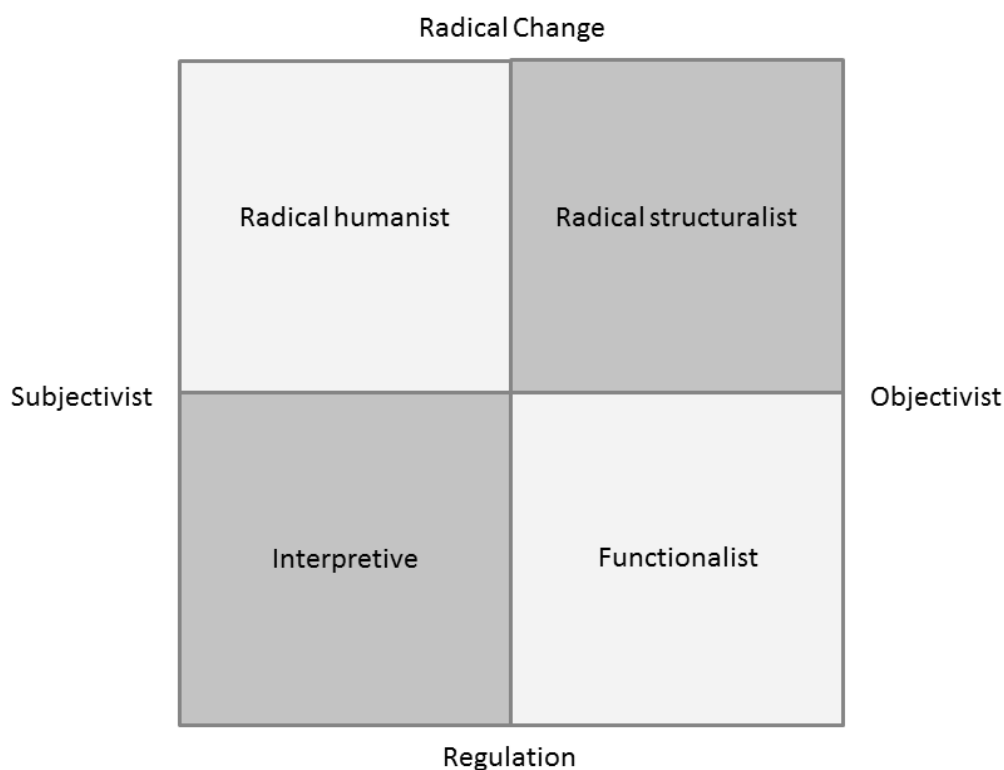 Radical Change
Radical humanist
Radical structuralist
Subjectivist
Objectivist
Interpretive
Functionalist
Regulation